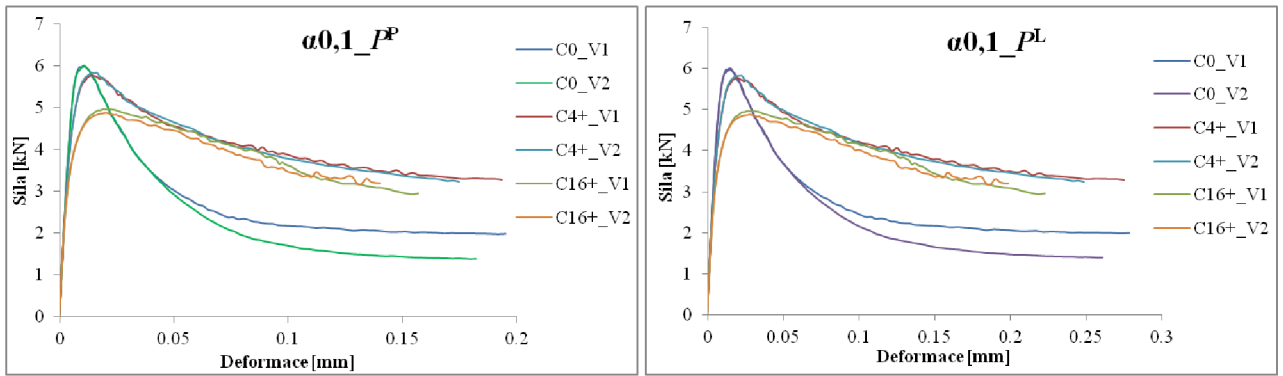 α0,1_Pᴾ
7
6
5
4
3
2
1
0
Síla [kN]
0
0.05
0.1
0.15
0.2
Deformace [mm]
C0_V1
C0_V2
C4+_V1
C4+_V2
C16+_V1
C16+_V2
α0,1_Pᴸ
7
6
5
4
3
2
1
0
Síla [kN]
0
0.05
0.1
0.15
0.2
0.25
0.3
Deformace [mm]
C0_V1
C0_V2
C4+_V1
C4+_V2
C16+_V1
C16+_V2